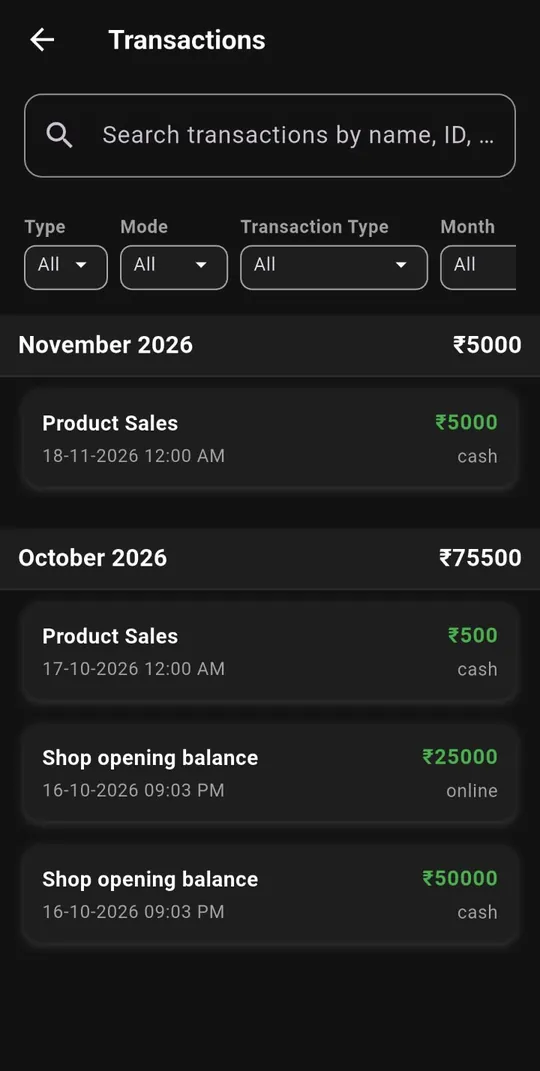 Transactions
Search transactions by name, ID, ...
Type Mode Transaction Type Month
All All All All
November 2026 ₹5000
Product Sales ₹5000
18-11-2026 12:00 AM cash
October 2026 ₹75500
Product Sales ₹500
17-10-2026 12:00 AM cash
Shop opening balance ₹25000
16-10-2026 09:03 PM online
Shop opening balance ₹50000
16-10-2026 09:03 PM cash